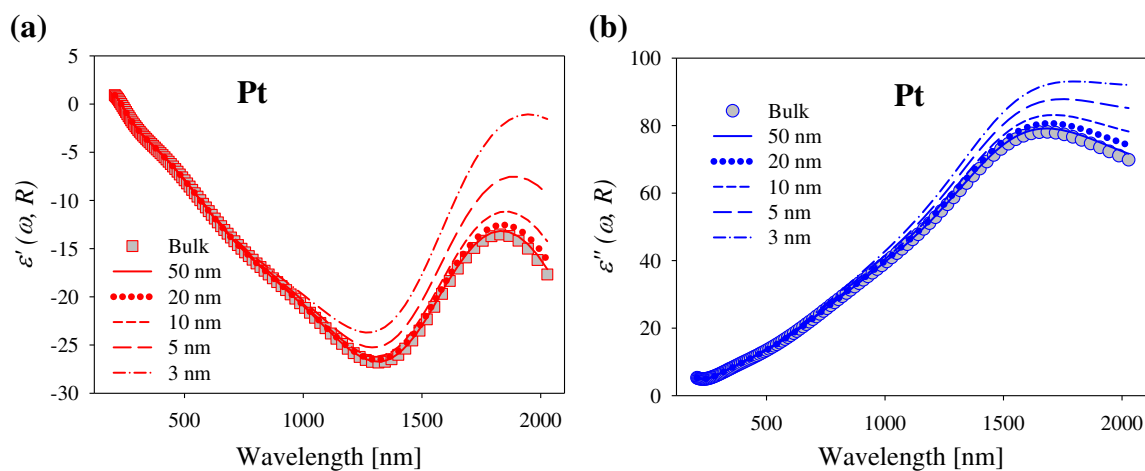 (a)
Pt
ε' (ω, R)
5
0
-5
-10
-15
-20
-25
-30
Bulk
50 nm
20 nm
10 nm
5 nm
3 nm
500
1000
1500
2000
Wavelength [nm]
(b)
Pt
ε'' (ω, R)
100
80
60
40
20
0
Bulk
50 nm
20 nm
10 nm
5 nm
3 nm
500
1000
1500
2000
Wavelength [nm]